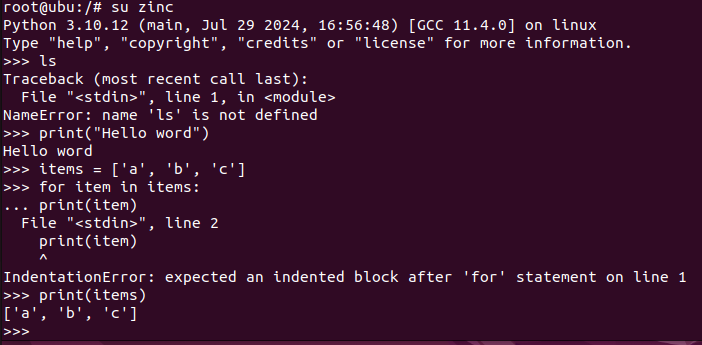 root@ubu:/# su zinc
Python 3.10.12 (main, Jul 29 2024, 16:56:48) [GCC 11.4.0] on linux
Type "help", "copyright", "credits" or "license" for more information.
>>> ls
Traceback (most recent call last):
  File "<stdin>", line 1, in <module>
NameError: name 'ls' is not defined
>>> print("Hello word")
Hello word
>>> items = ['a', 'b', 'c']
>>> for item in items:
... print(item)
  File "<stdin>", line 2
    print(item)
    ^
IndentationError: expected an indented block after 'for' statement on line 1
>>> print(items)
['a', 'b', 'c']
>>>